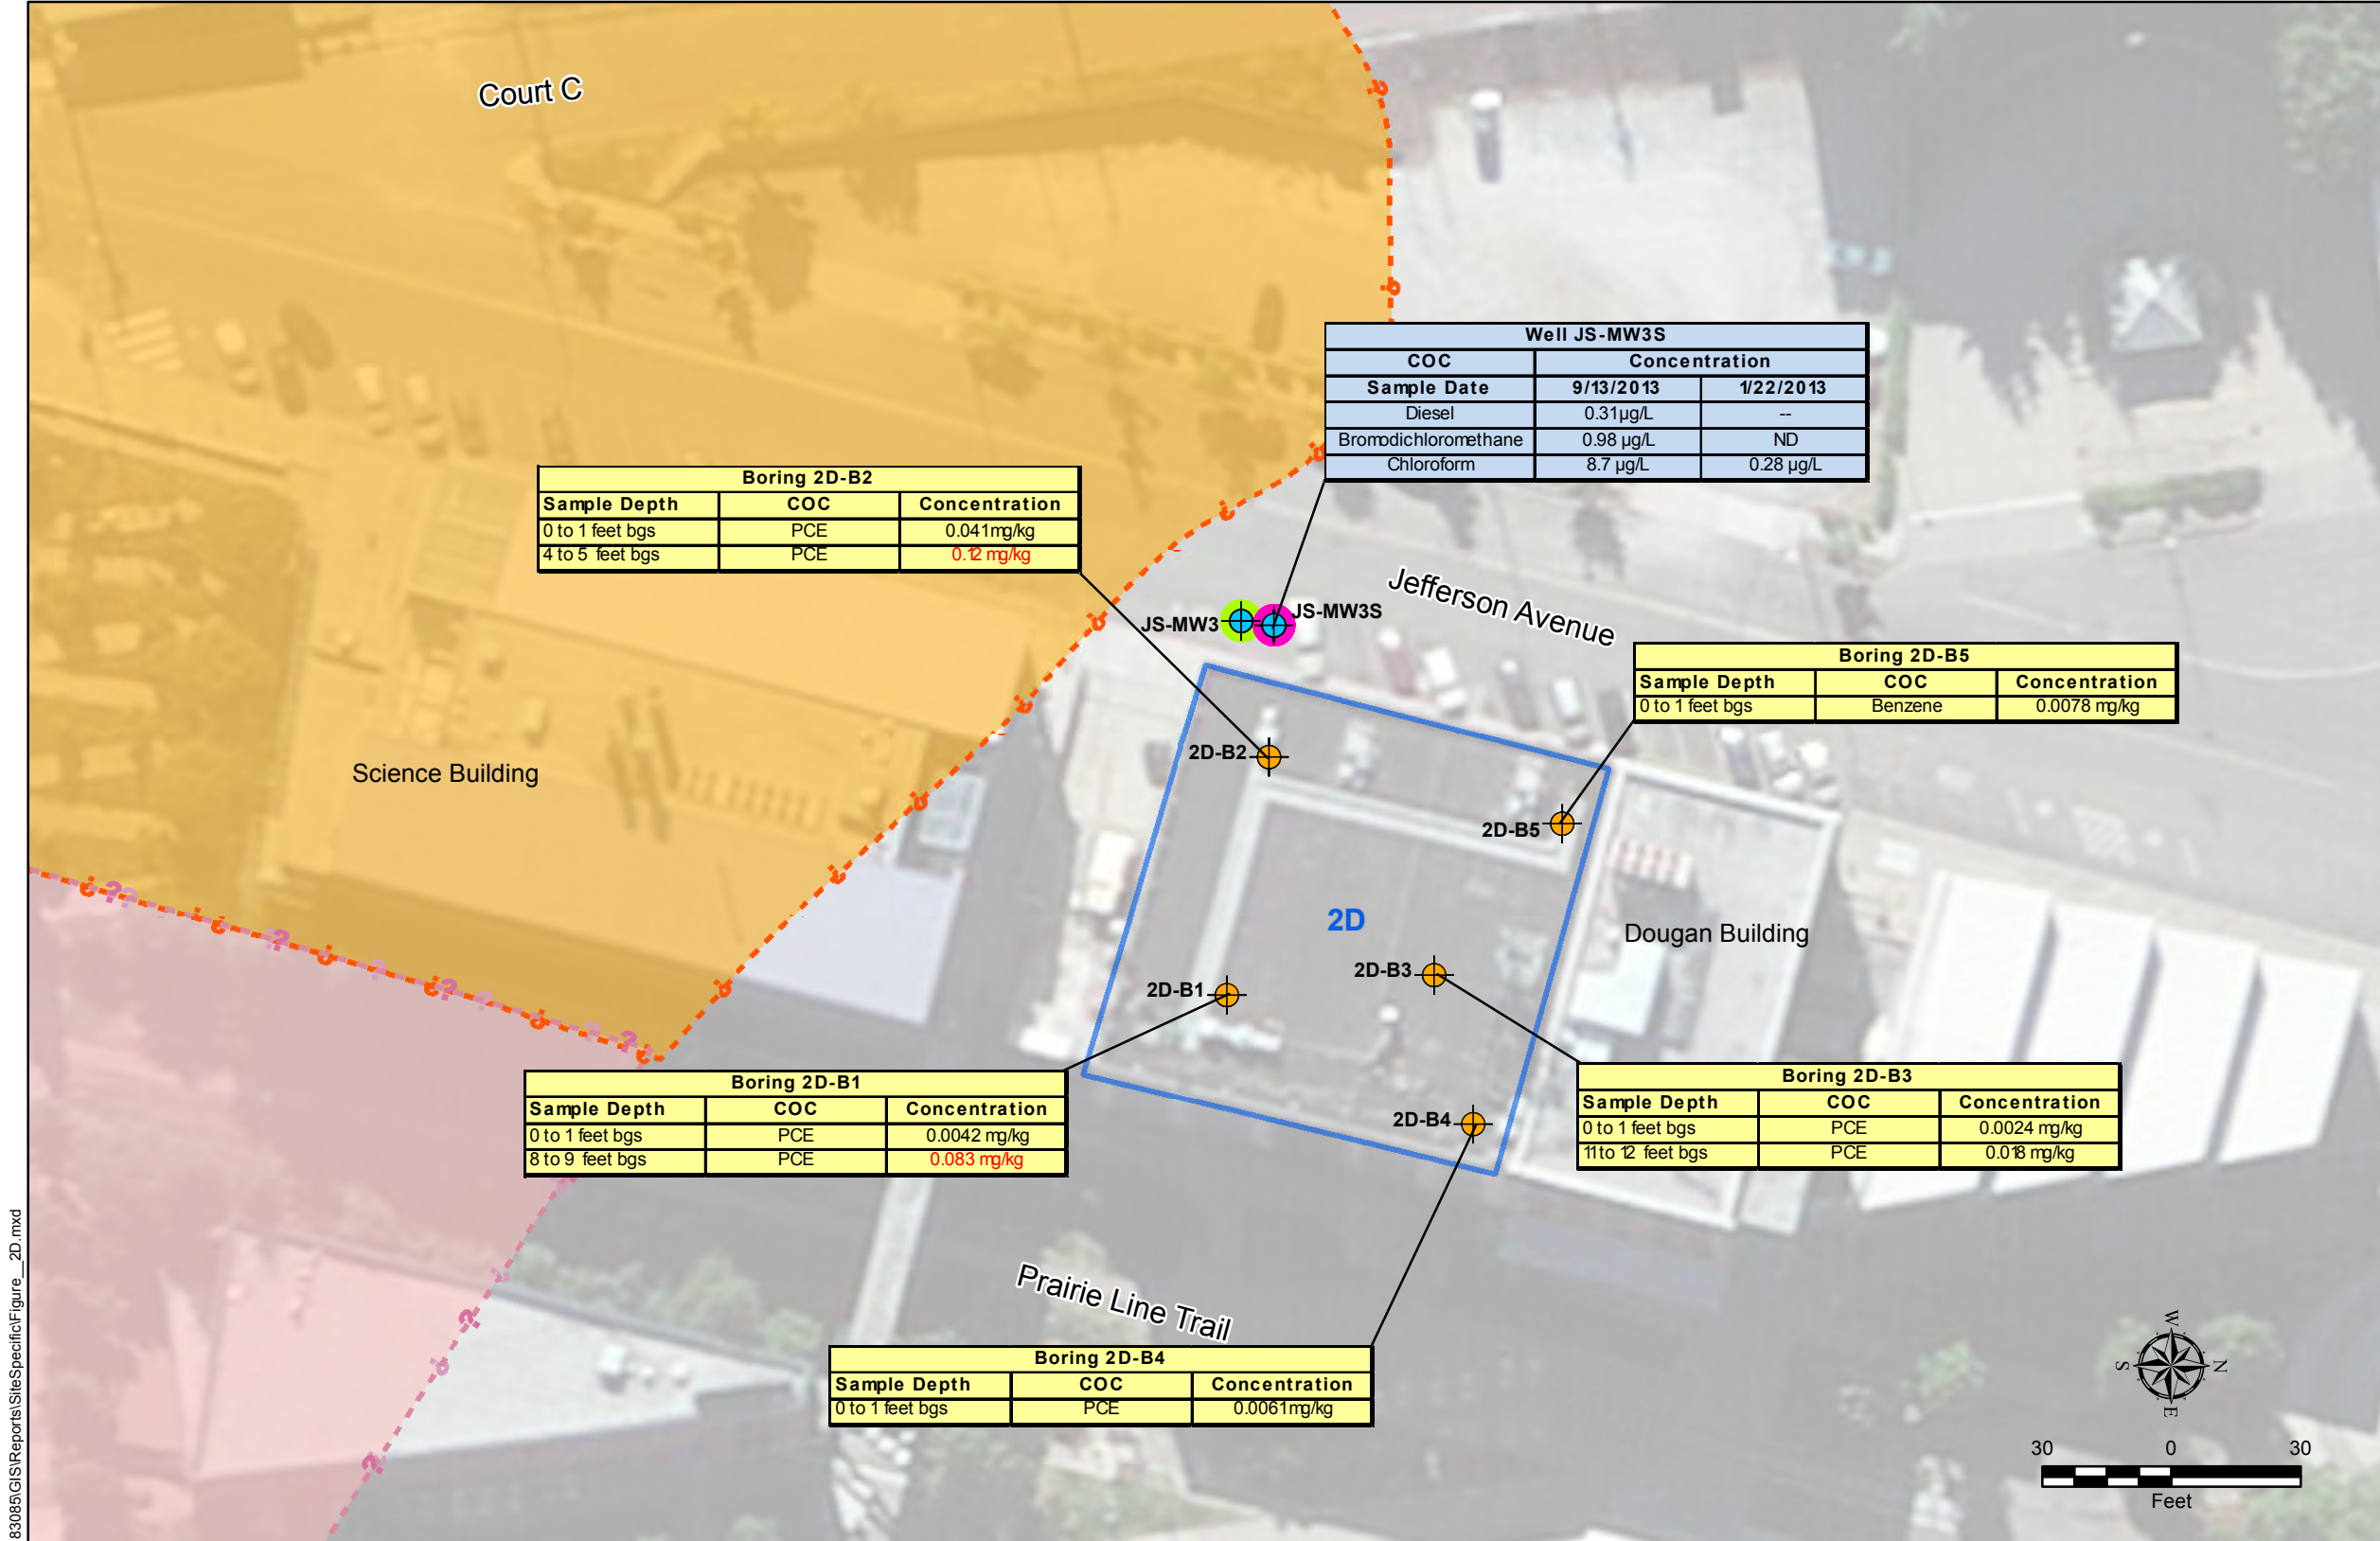 Court C
Well JS-MW3S
COC Concentration
Sample Date 9/13/2013 1/22/2013
Diesel 0.31µg/L --
Bromodichloromethane 0.98 µg/L ND
Chloroform 8.7 µg/L 0.28 µg/L
Boring 2D-B2
Sample Depth COC Concentration
0 to 1 feet bgs PCE 0.041mg/kg
4 to 5 feet bgs PCE 0.12 mg/kg
Jefferson Avenue
JS-MW3
JS-MW3S
Boring 2D-B5
Sample Depth COC Concentration
0 to 1 feet bgs Benzene 0.0078 mg/kg
2D-B2
Science Building
2D-B5
2D
Dougan Building
2D-B3
2D-B1
Boring 2D-B1
Sample Depth COC Concentration
0 to 1 feet bgs PCE 0.0042 mg/kg
8 to 9 feet bgs PCE 0.083 mg/kg
Boring 2D-B3
Sample Depth COC Concentration
0 to 1 feet bgs PCE 0.0024 mg/kg
11 to 12 feet bgs PCE 0.018 mg/kg
2D-B4
Prairie Line Trail
Boring 2D-B4
Sample Depth COC Concentration
0 to 1 feet bgs PCE 0.0061mg/kg
W
S N
E
30 0 30
Feet
83085\GIS\Reports\SiteSpecific\Figure__2D.mxd
? ? ? ? ? ? ? ? ? ? ? ? ? ? ? ? ? ? ? ? ? ? ? ? ? ? ? ?